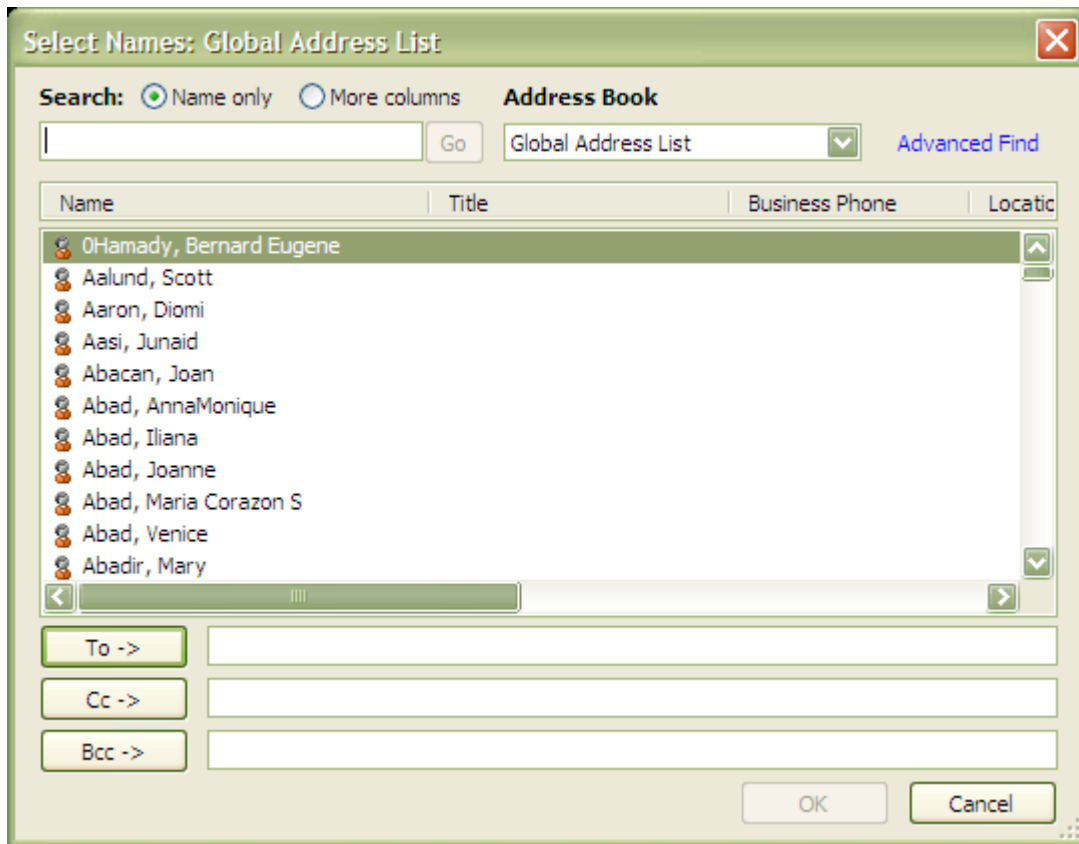 Select Names: Global Address List
Search: Name only More columns Address Book
Go Global Address List Advanced Find
Name Title Business Phone Locatic
0Hamady, Bernard Eugene
Aalund, Scott
Aaron, Diomi
Aasi, Junaid
Abacan, Joan
Abad, AnnaMonique
Abad, Iliana
Abad, Joanne
Abad, Maria Corazon S
Abad, Venice
Abadir, Mary
To ->
Cc ->
Bcc ->
OK Cancel